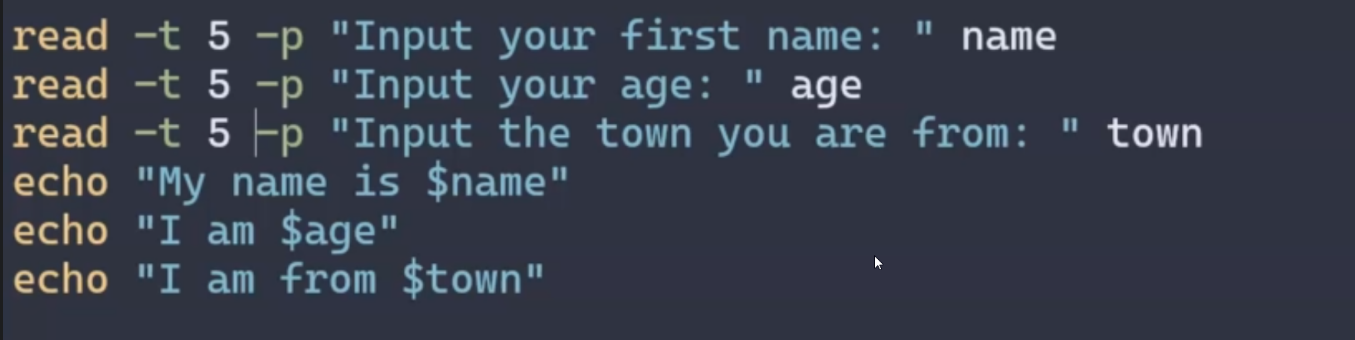 read -t 5 -p "Input your first name: " name
read -t 5 -p "Input your age: " age
read -t 5 -p "Input the town you are from: " town
echo "My name is $name"
echo "I am $age"
echo "I am from $town"